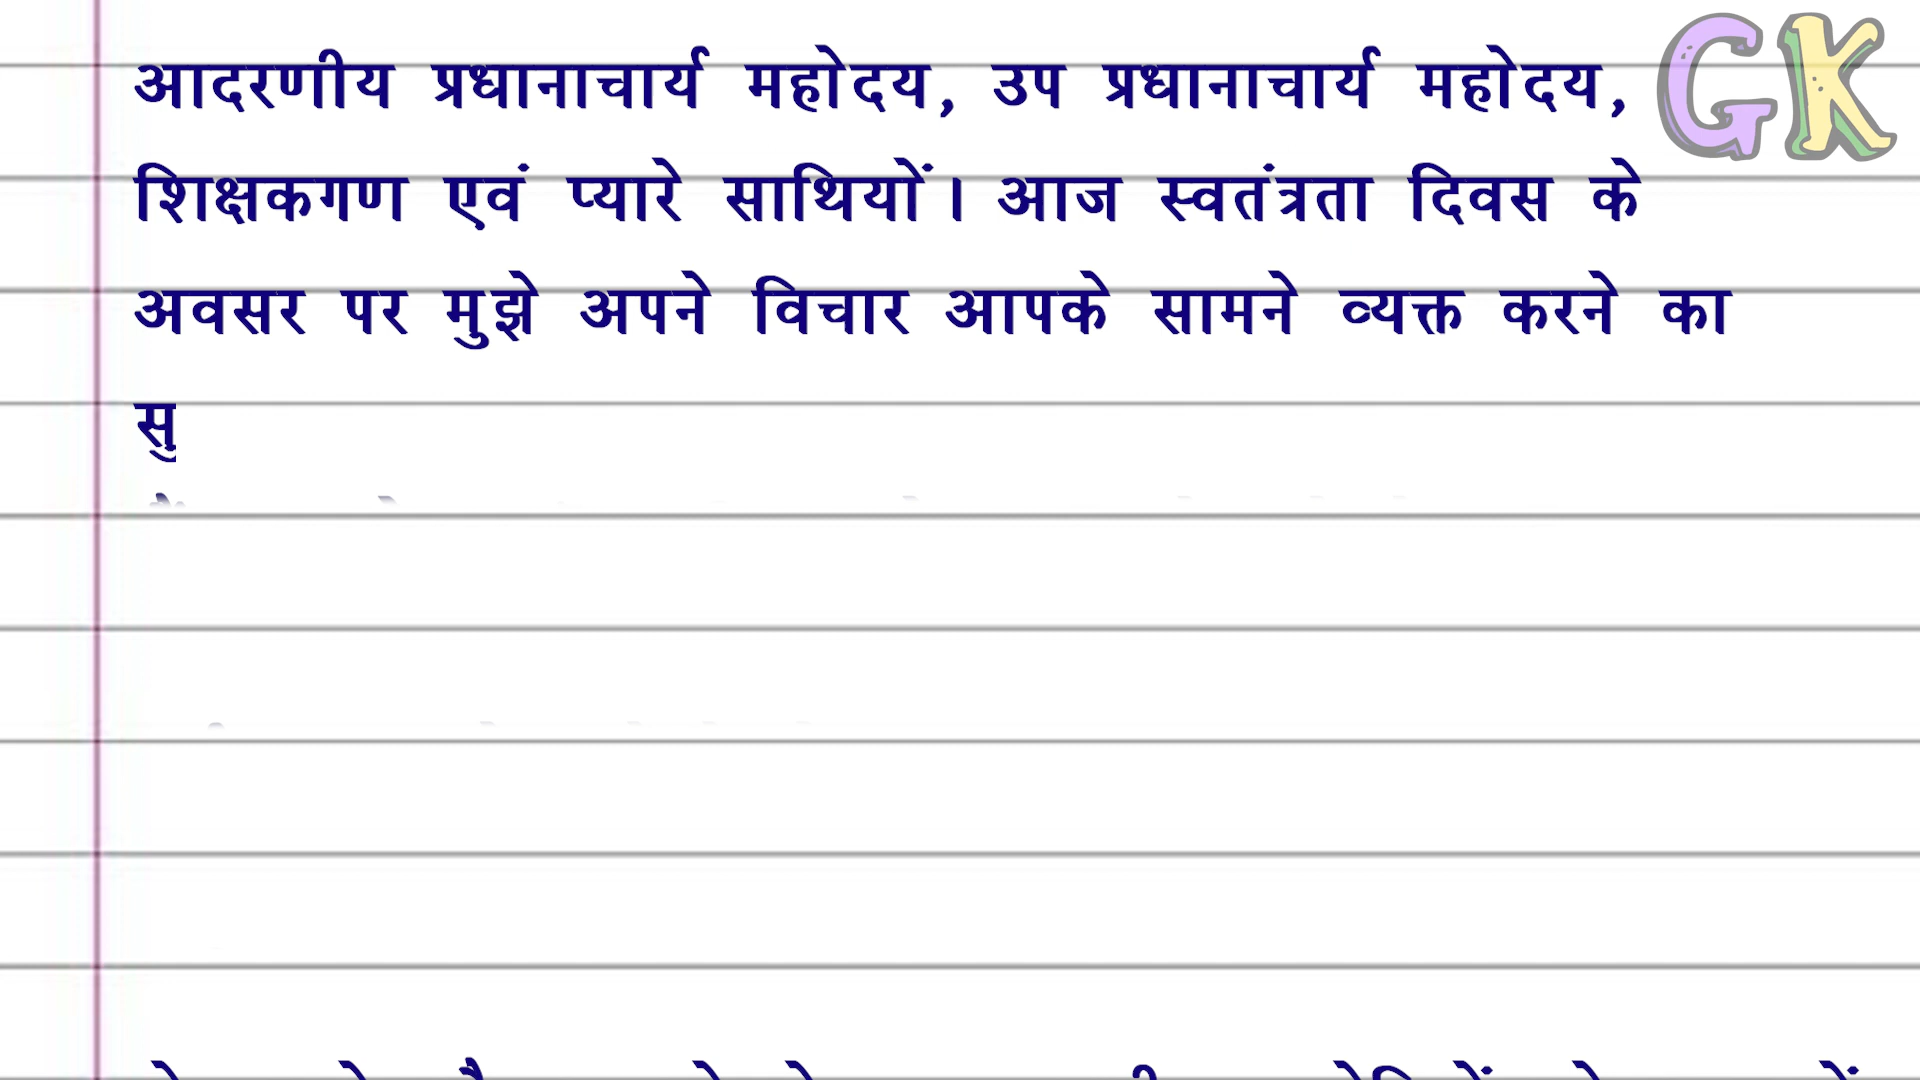 आदरणीय प्रधानाचार्य महोदय, उप प्रधानाचार्य महोदय,
GK
शिक्षकगण एवं प्यारे साथियों। आज स्वतंत्रता दिवस के
अवसर पर मुझे अपने विचार आपके सामने व्यक्त करने का
सु